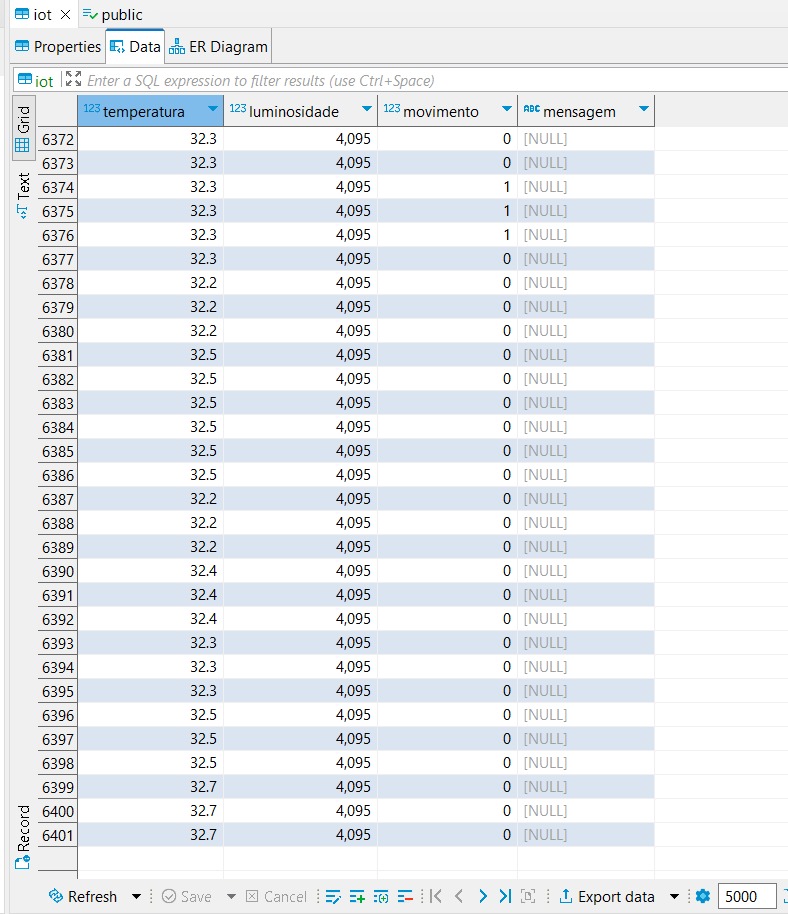 iot public
Properties Data ER Diagram
iot Enter a SQL expression to filter results (use Ctrl+Space)
Grid
Text
Record
123 temperatura 123 luminosidade 123 movimento ABC mensagem
6372 32.3 4,095 0 [NULL]
6373 32.3 4,095 0 [NULL]
6374 32.3 4,095 1 [NULL]
6375 32.3 4,095 1 [NULL]
6376 32.3 4,095 1 [NULL]
6377 32.3 4,095 0 [NULL]
6378 32.2 4,095 0 [NULL]
6379 32.2 4,095 0 [NULL]
6380 32.2 4,095 0 [NULL]
6381 32.5 4,095 0 [NULL]
6382 32.5 4,095 0 [NULL]
6383 32.5 4,095 0 [NULL]
6384 32.5 4,095 0 [NULL]
6385 32.5 4,095 0 [NULL]
6386 32.5 4,095 0 [NULL]
6387 32.2 4,095 0 [NULL]
6388 32.2 4,095 0 [NULL]
6389 32.2 4,095 0 [NULL]
6390 32.4 4,095 0 [NULL]
6391 32.4 4,095 0 [NULL]
6392 32.4 4,095 0 [NULL]
6393 32.3 4,095 0 [NULL]
6394 32.3 4,095 0 [NULL]
6395 32.3 4,095 0 [NULL]
6396 32.5 4,095 0 [NULL]
6397 32.5 4,095 0 [NULL]
6398 32.5 4,095 0 [NULL]
6399 32.7 4,095 0 [NULL]
6400 32.7 4,095 0 [NULL]
6401 32.7 4,095 0 [NULL]
Refresh Save Cancel Export data 5000